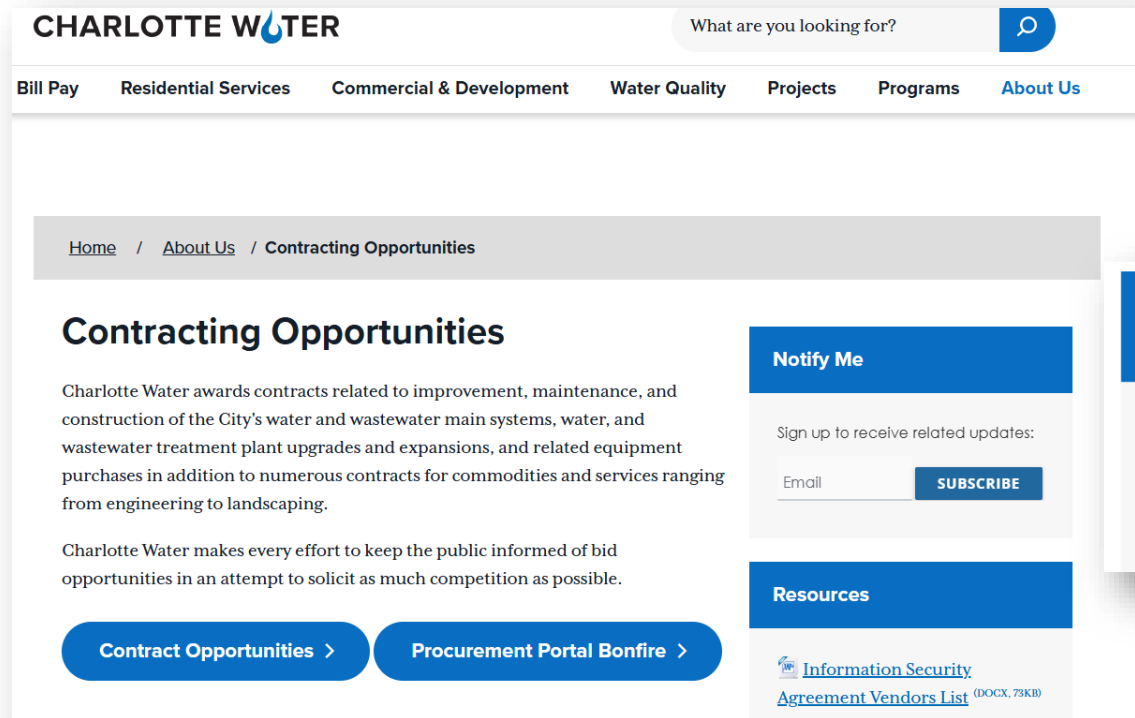 CHARLOTTE WATER
What are you looking for?
Bill Pay Residential Services Commercial & Development Water Quality Projects Programs About Us
Home / About Us / Contracting Opportunities
Contracting Opportunities
Charlotte Water awards contracts related to improvement, maintenance, and
construction of the City's water and wastewater main systems, water, and
wastewater treatment plant upgrades and expansions, and related equipment
purchases in addition to numerous contracts for commodities and services ranging
from engineering to landscaping.
Charlotte Water makes every effort to keep the public informed of bid
opportunities in an attempt to solicit as much competition as possible.
Contract Opportunities >
Procurement Portal Bonfire >
Notify Me
Sign up to receive related updates:
Email SUBSCRIBE
Resources
Information Security
Agreement Vendors List (DOCX, 73KB)